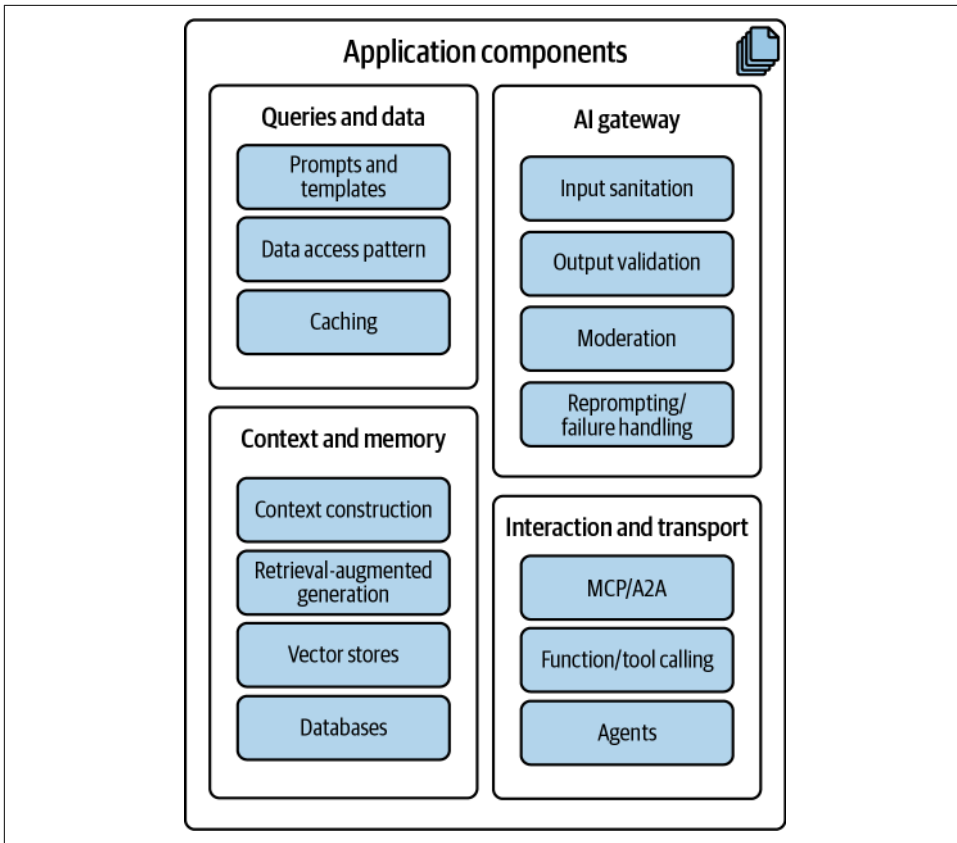 Application components
Queries and data
Prompts and
templates
Data access pattern
Caching
AI gateway
Input sanitation
Output validation
Moderation
Reprompting/
failure handling
Context and memory
Context construction
Retrieval-augmented
generation
Vector stores
Databases
Interaction and transport
MCP/A2A
Function/tool calling
Agents